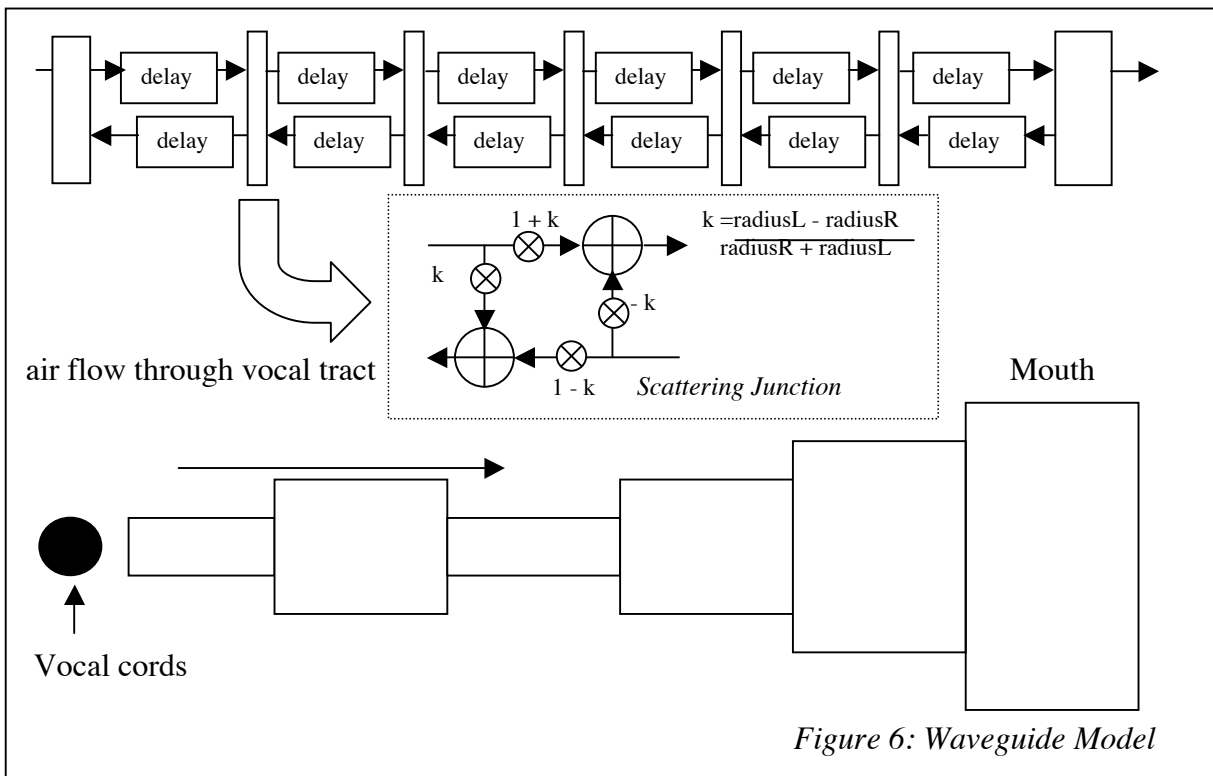 delay delay delay delay delay delay
delay delay delay delay delay delay
1 + k
k =radiusL - radiusR
radiusR + radiusL
k
- k
1 - k
Scattering Junction
air flow through vocal tract
Mouth
Vocal cords
Figure 6: Waveguide Model